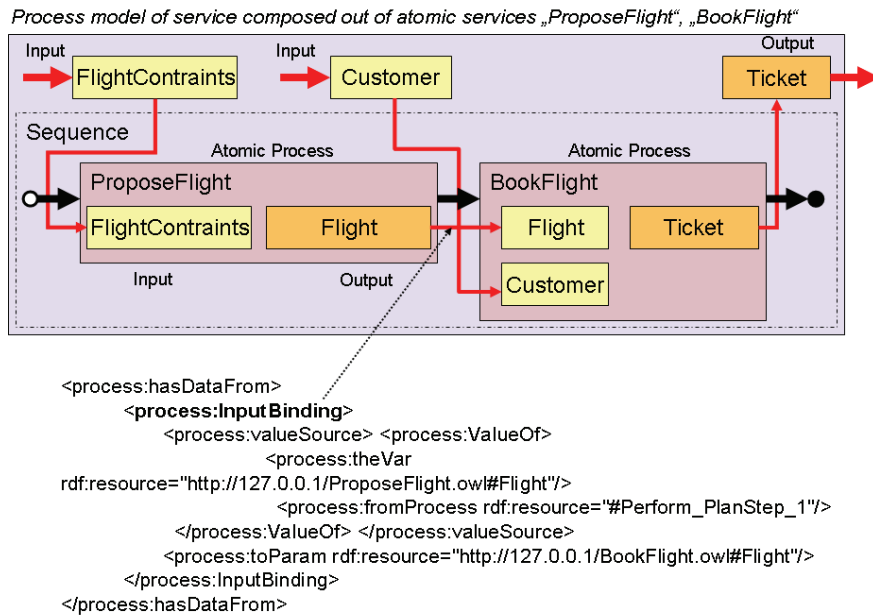 Process model of service composed out of atomic services „ProposeFlight“, „BookFlight“
Input
Input
Output
FlightContraints
Customer
Ticket
Sequence
Atomic Process
Atomic Process
ProposeFlight
BookFlight
FlightContraints
Flight
Flight
Ticket
Input
Output
Customer
<process:hasDataFrom>
<process:InputBinding>
<process:valueSource> <process:ValueOf>
<process:theVar
rdf:resource="http://127.0.0.1/ProposeFlight.owl#Flight"/>
<process:fromProcess rdf:resource="#Perform_PlanStep_1"/>
</process:ValueOf> </process:valueSource>
<process:toParam rdf:resource="http://127.0.0.1/BookFlight.owl#Flight"/>
</process:InputBinding>
</process:hasDataFrom>